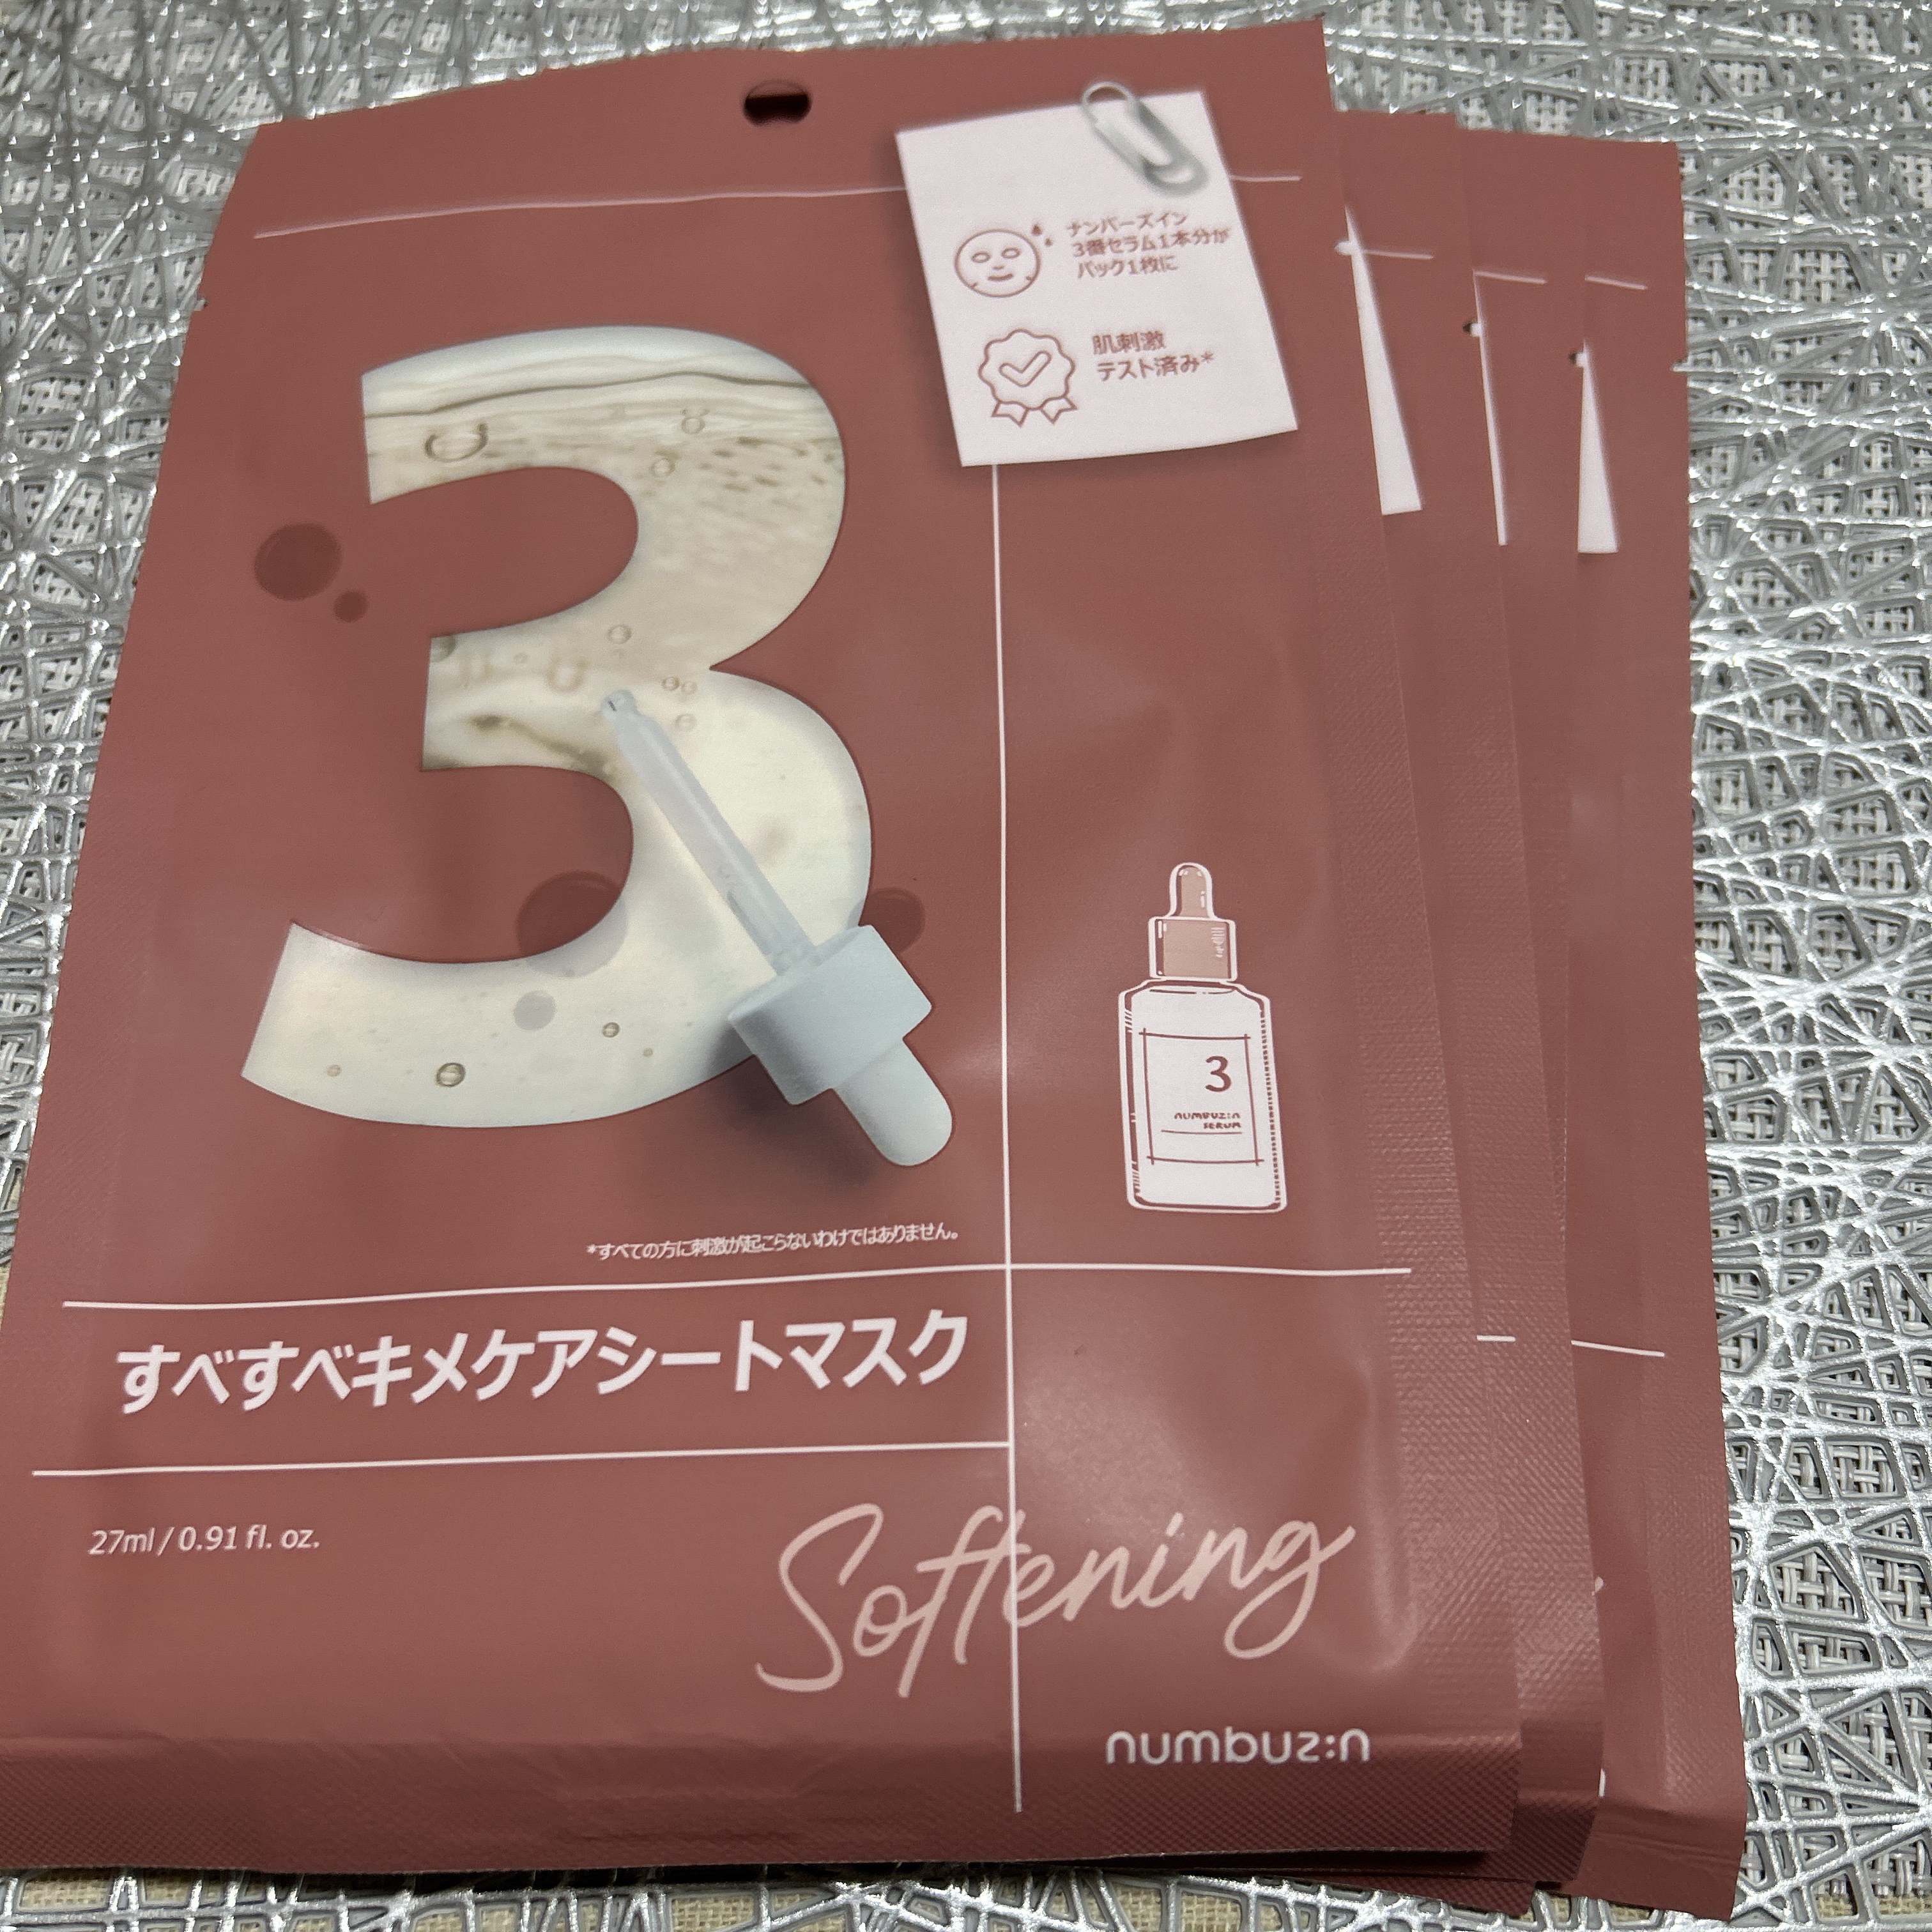 ナンバーズイン
3番セラム1本分が
パック1枚に
肌刺激
テスト済み*
3
3
numbuz:n
SERUM
*すべての方に刺激が起こらないわけではありません。
すべすべキメケアシートマスク
27ml / 0.91 fl. oz.
Softening
numbuz:n